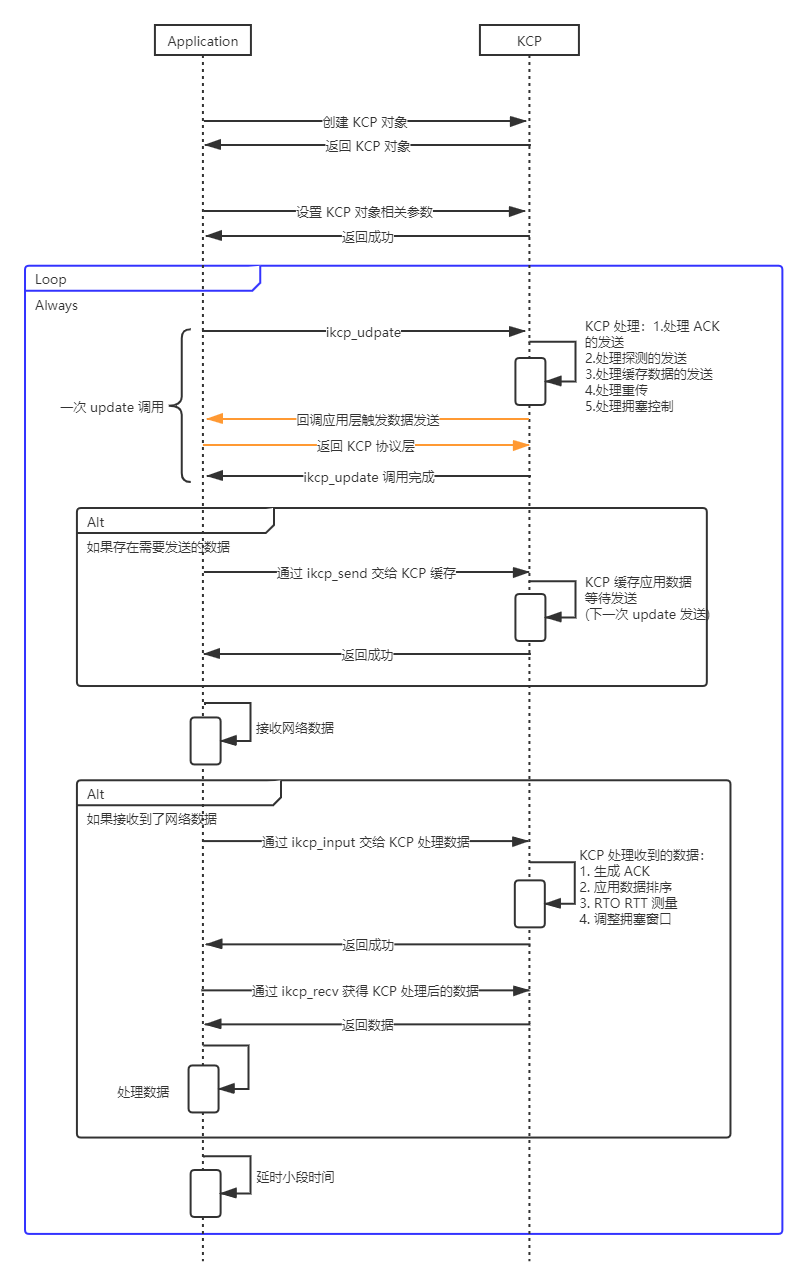 Application
KCP
创建 KCP 对象
返回 KCP 对象
设置 KCP 对象相关参数
返回成功
Loop
Always
ikcp_udpate
KCP 处理：1.处理 ACK
的发送
2.处理探测的发送
3.处理缓存数据的发送
4.处理重传
5.处理拥塞控制
一次 update 调用
回调应用层触发数据发送
返回 KCP 协议层
ikcp_update 调用完成
Alt
如果存在需要发送的数据
通过 ikcp_send 交给 KCP 缓存
KCP 缓存应用数据
等待发送
(下一次 update 发送)
返回成功
接收网络数据
Alt
如果接收到了网络数据
通过 ikcp_input 交给 KCP 处理数据
KCP 处理收到的数据：
1. 生成 ACK
2. 应用数据排序
3. RTO RTT 测量
4. 调整拥塞窗口
返回成功
通过 ikcp_recv 获得 KCP 处理后的数据
返回数据
处理数据
延时小段时间